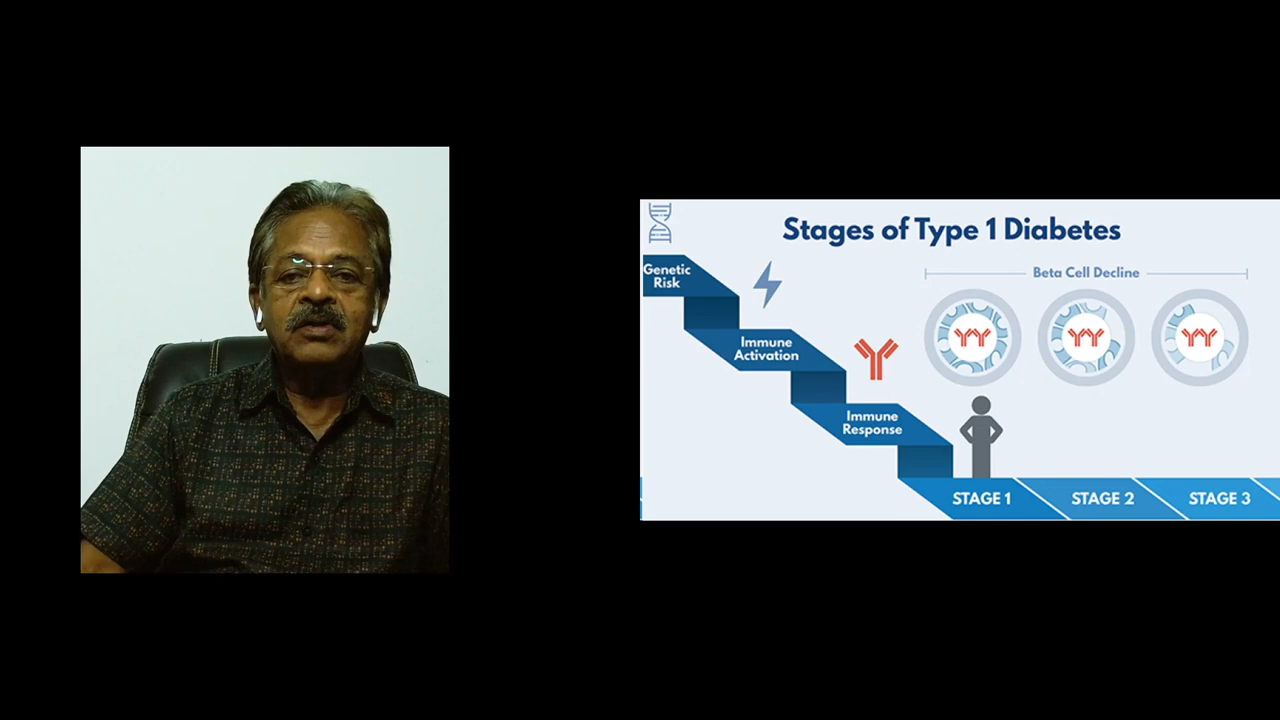 Stages of Type 1 Diabetes
Genetic
Risk
Beta Cell Decline
Immune
Activation
Immune
Response
STAGE 1
STAGE 2
STAGE 3